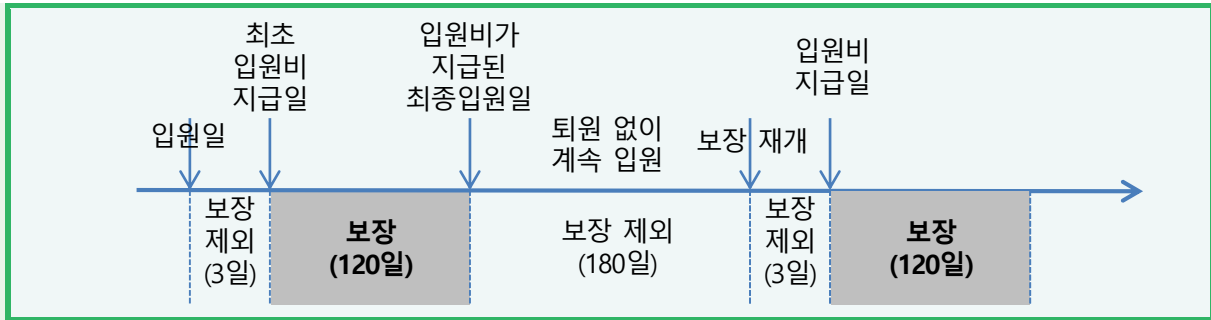 최초
입원비
지급일
입원비가
지급된
최종입원일
입원비
지급일
입원일
퇴원 없이
계속 입원
보장 재개
보장
제외
(3일)
보장
(120일)
보장 제외
(180일)
보장
제외
(3일)
보장
(120일)